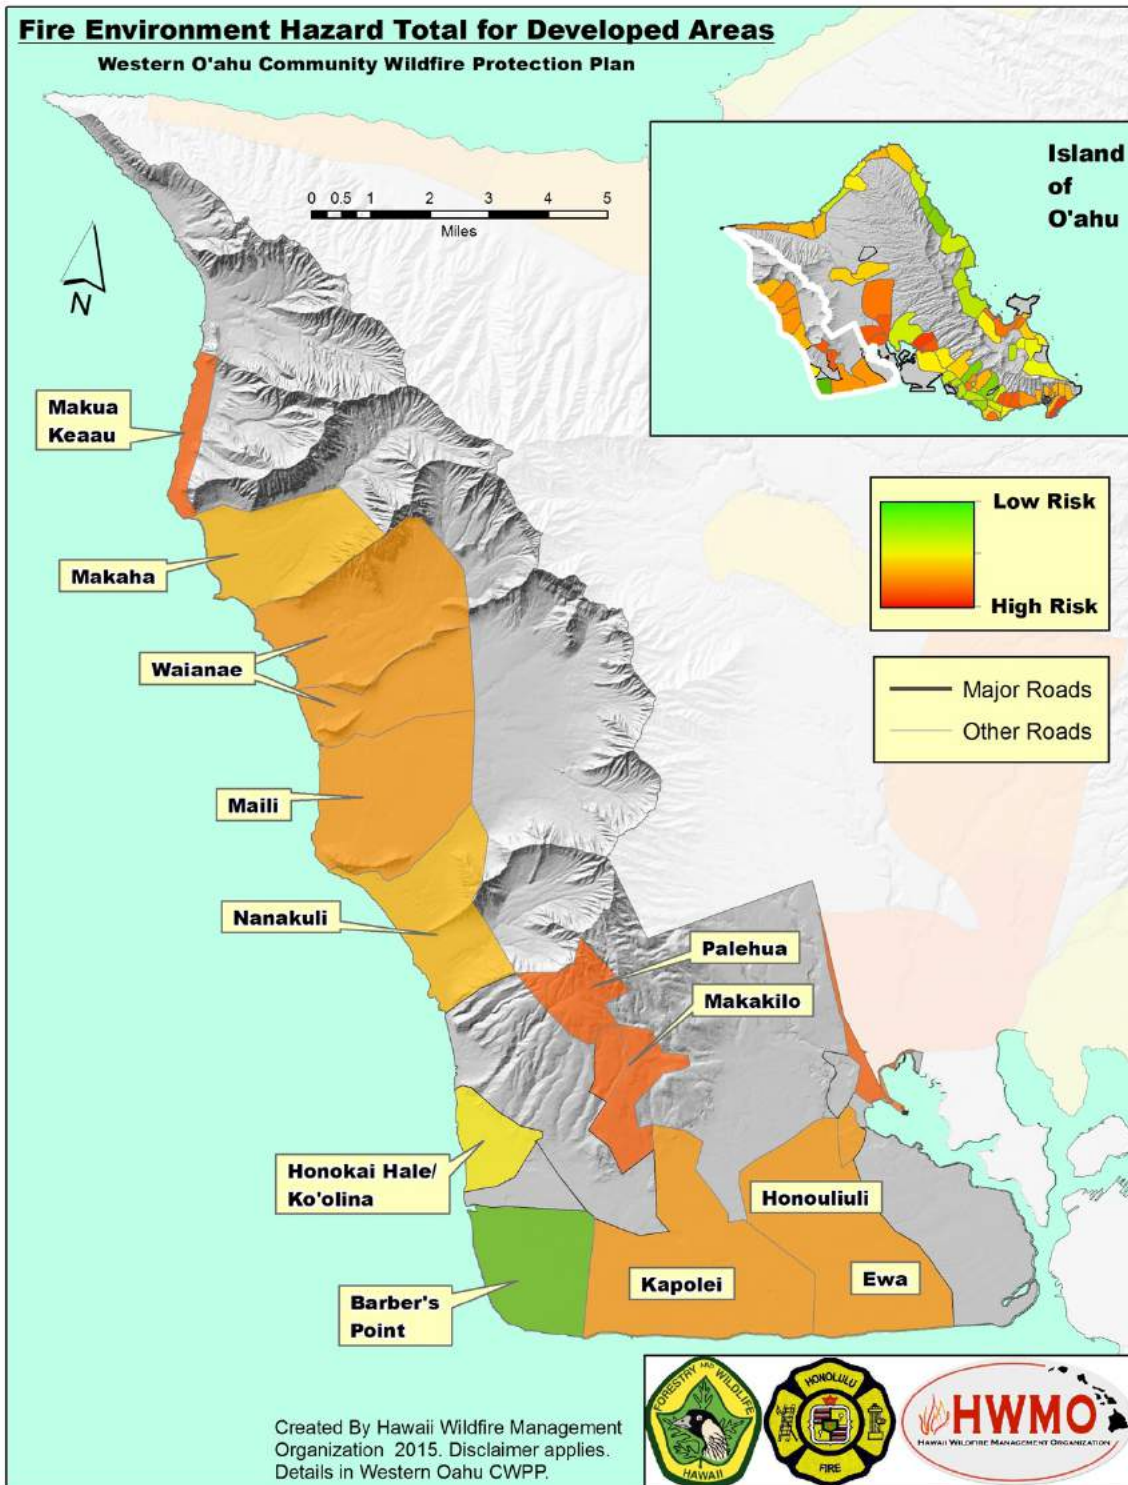 Fire Environment Hazard Total for Developed Areas
Western O'ahu Community Wildfire Protection Plan
Island
of
O'ahu
0 0.5 1 2 3 4 5
Miles
N
Makua
Keaau
Low Risk
High Risk
Makaha
Waianae
Major Roads
Other Roads
Maili
Nanakuli
Palehua
Makakilo
Honokai Hale/
Ko'olina
Honouliuli
Kapolei
Ewa
Barber's
Point
Created By Hawaii Wildfire Management
Organization 2015. Disclaimer applies.
Details in Western Oahu CWPP.
FORESTRY AND WILDLIFE
HAWAII
HONOLULU
FIRE
HWMO
HAWAII WILDFIRE MANAGEMENT ORGANIZATION